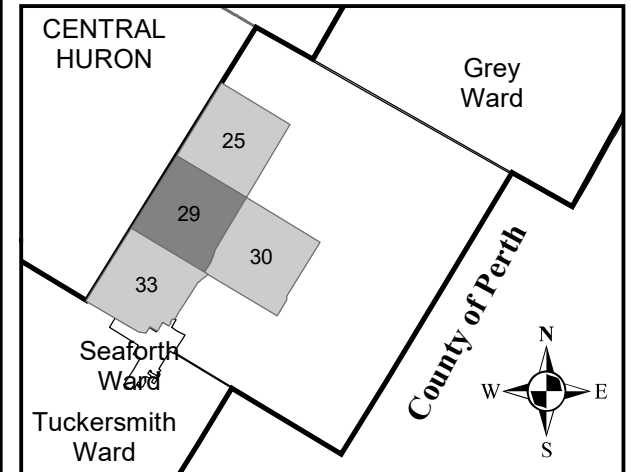 CENTRAL
HURON
Grey
Ward
25
29
30
33
County of Perth
Seaforth
Ward
Tuckersmith
Ward
N
W
E
S